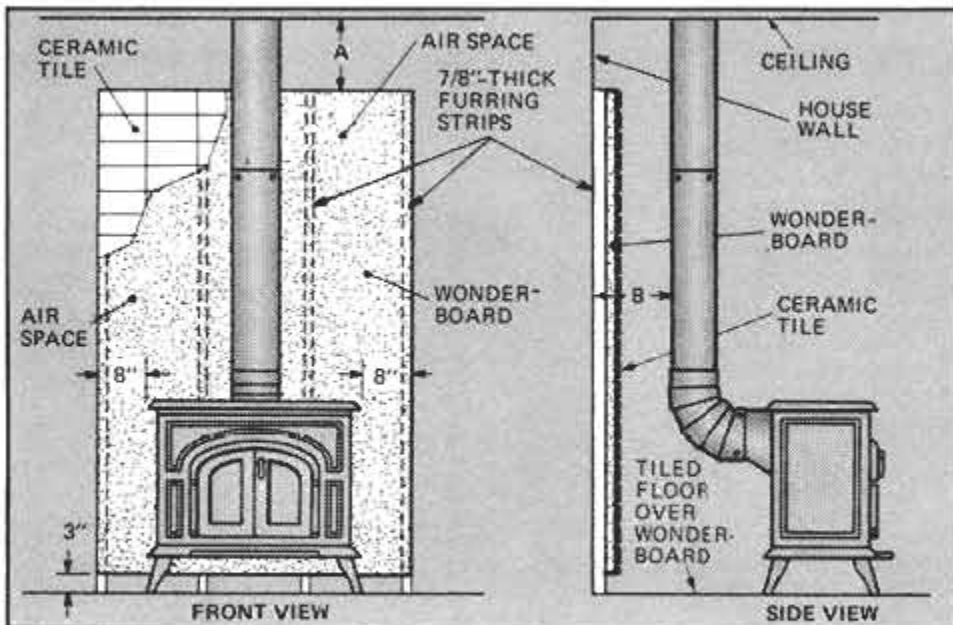 CERAMIC
TILE
A
AIR SPACE
7/8"-THICK
FURRING
STRIPS
CEILING
HOUSE
WALL
WONDER-
BOARD
AIR
SPACE
WONDER-
BOARD
B
CERAMIC
TILE
8"
8"
3"
TILED
FLOOR
OVER
WONDER-
BOARD
FRONT VIEW
SIDE VIEW